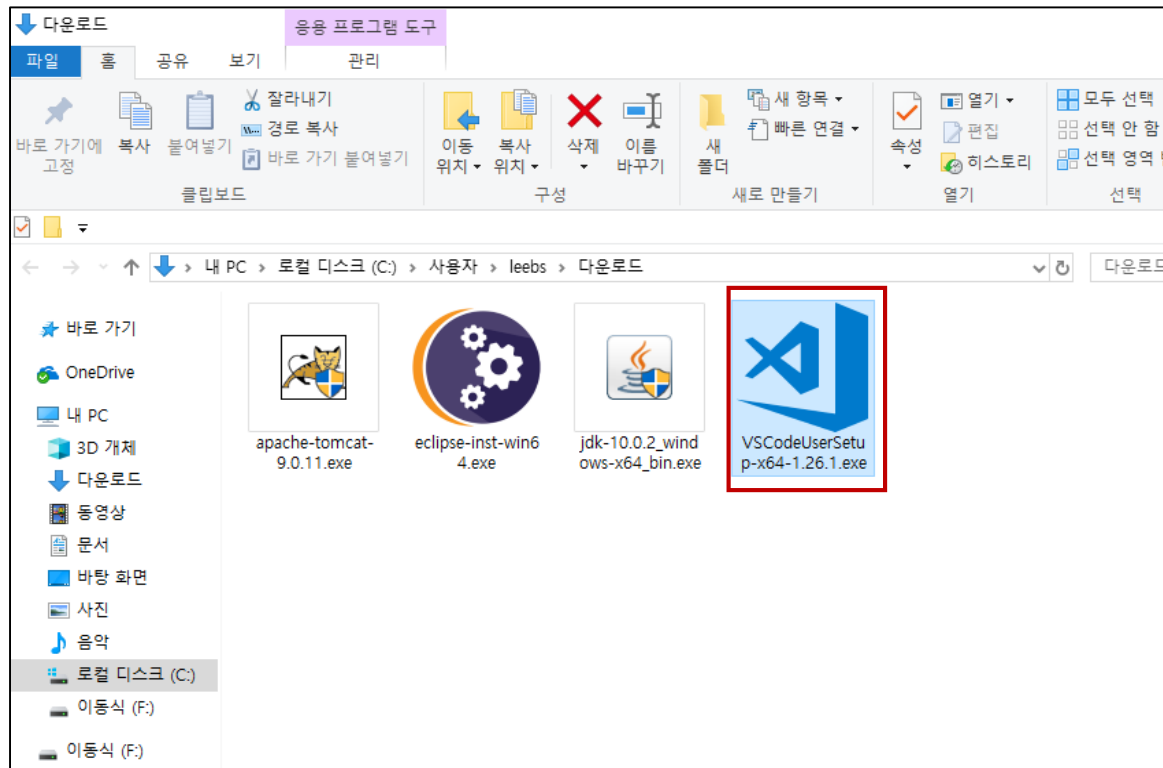 다운로드
응용 프로그램 도구
파일 홈 공유 보기 관리
바로 가기에
고정
복사
붙여넣기
잘라내기
경로 복사
바로 가기 붙여넣기
클립보드
이동
위치
복사
위치
삭제
이름
바꾸기
구성
새
폴더
새 항목
빠른 연결
새로 만들기
속성
열기
편집
히스토리
열기
모두 선택
선택 안 함
선택 영역
선택
내 PC > 로컬 디스크 (C:) > 사용자 > leebs > 다운로드
다운로드
바로 가기
OneDrive
내 PC
3D 개체
다운로드
동영상
문서
바탕 화면
사진
음악
로컬 디스크 (C:)
이동식 (F:)
이동식 (F:)
apache-tomcat-
9.0.11.exe
eclipse-inst-win6
4.exe
jdk-10.0.2_wind
ows-x64_bin.exe
VSCodeUserSetu
p-x64-1.26.1.exe